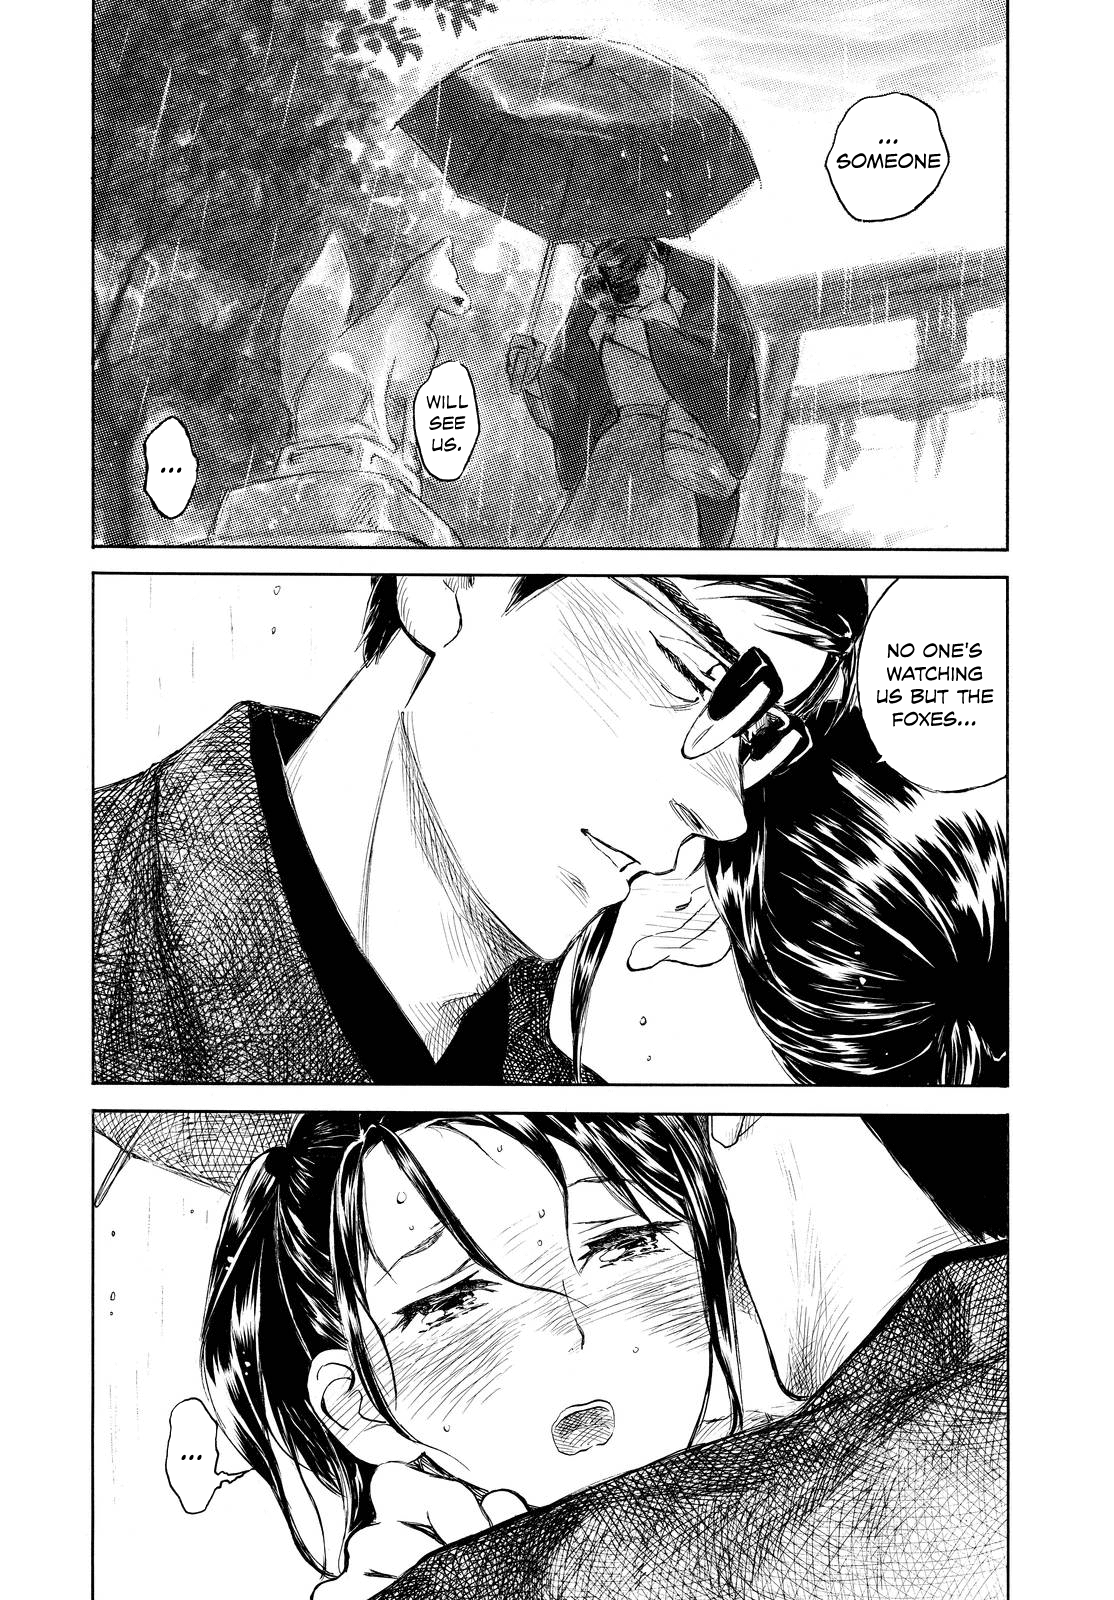 ...
SOMEONE
WILL
SEE
US.
...
NO ONE'S
WATCHING
US BUT THE
FOXES...
...